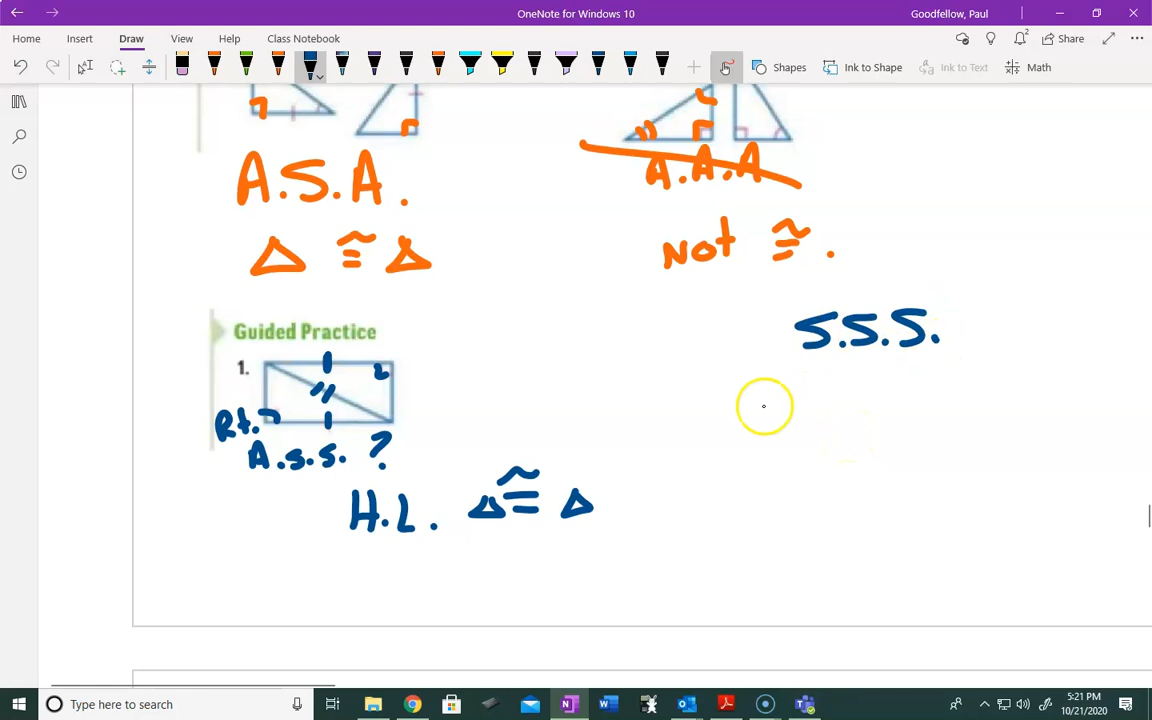 OneNote for Windows 10
Goodfellow, Paul
Home Insert Draw View Help Class Notebook
Share
Shapes Ink to Shape Ink to Text Math
A.S.A.
Δ ≅ Δ
A.A.A
Not ≅.
Guided Practice
S.S.S.
1.
Rt.
A.S.S. ?
H.L. Δ ≅ Δ
Type here to search
5:21 PM
10/21/2020